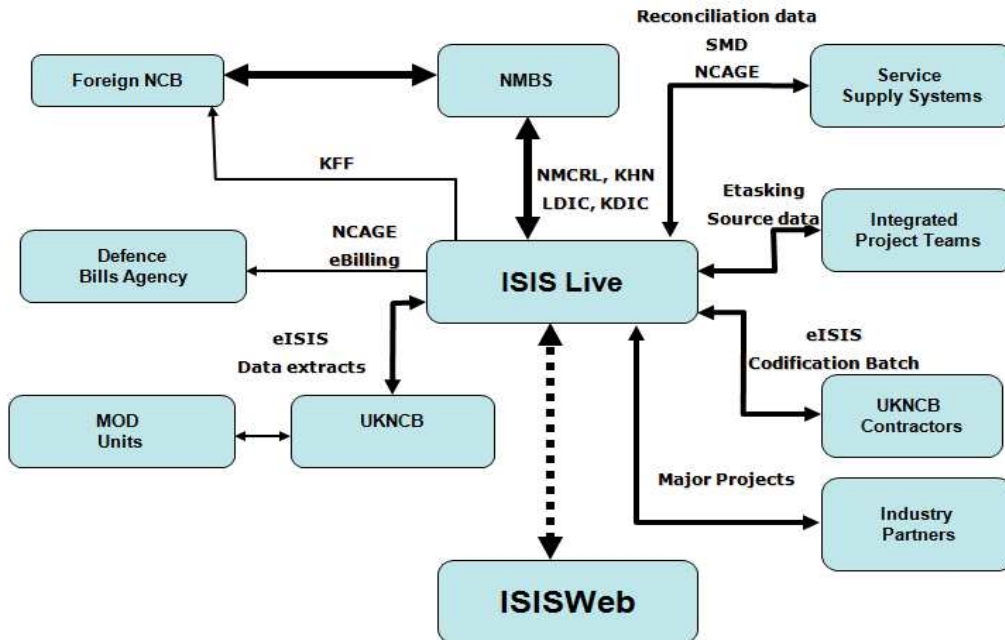 Reconciliation data
SMD
NCAGE
Foreign NCB
NMBS
Service
Supply Systems
KFF
NMCRL, KHN
LDIC, KDIC
Etasking
Source data
Integrated
Project Teams
Defence
Bills Agency
NCAGE
eBilling
ISIS Live
eISIS
Data extracts
eISIS
Codification Batch
MOD
Units
UKNCB
UKNCB
Contractors
Major Projects
Industry
Partners
ISISWeb